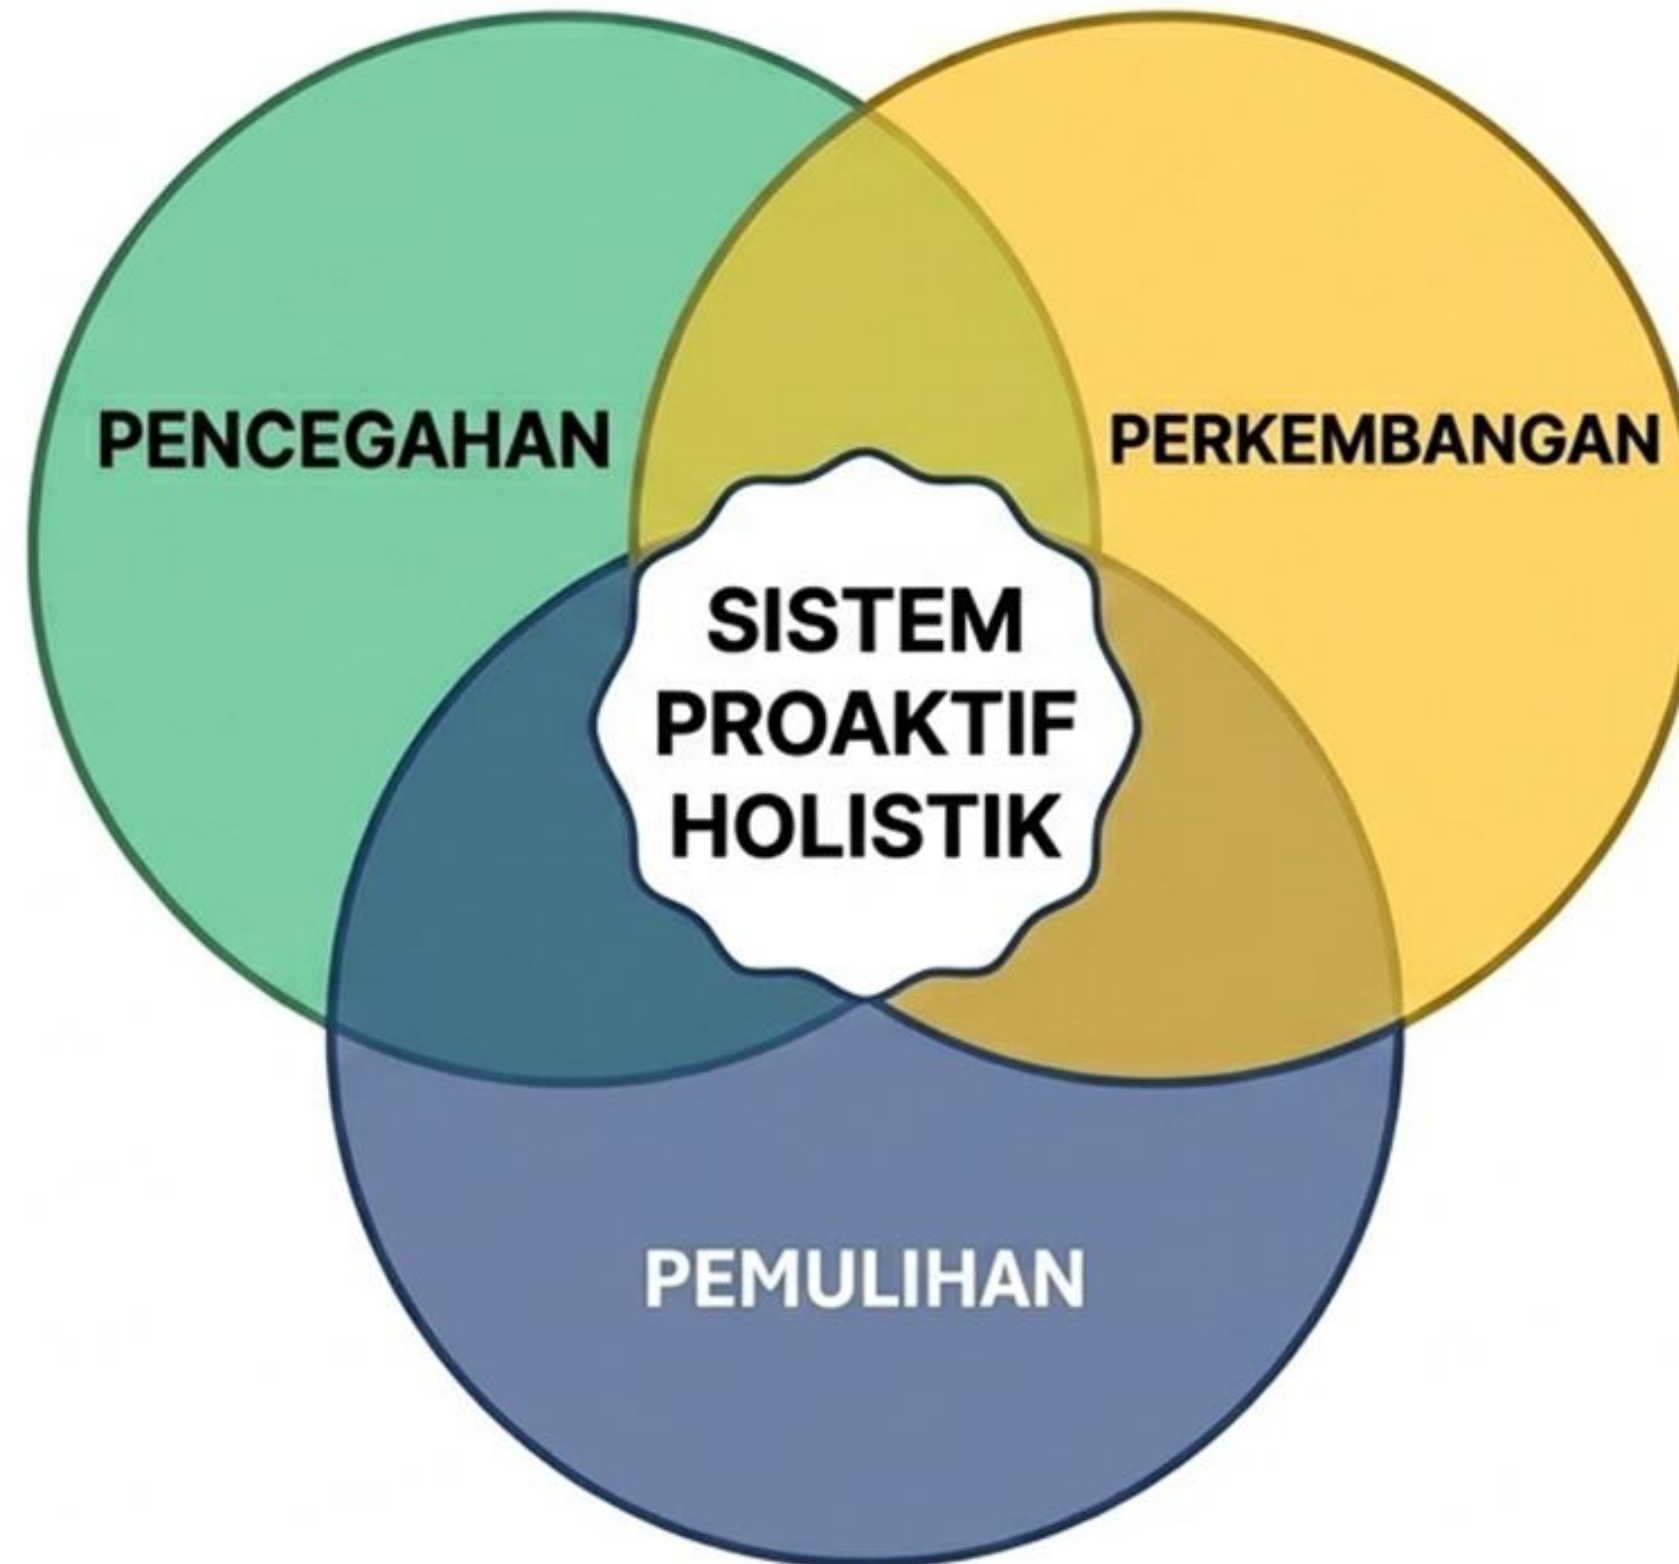 PENCEGAHAN
PERKEMBANGAN
SISTEM
PROAKTIF
HOLISTIK
PEMULIHAN